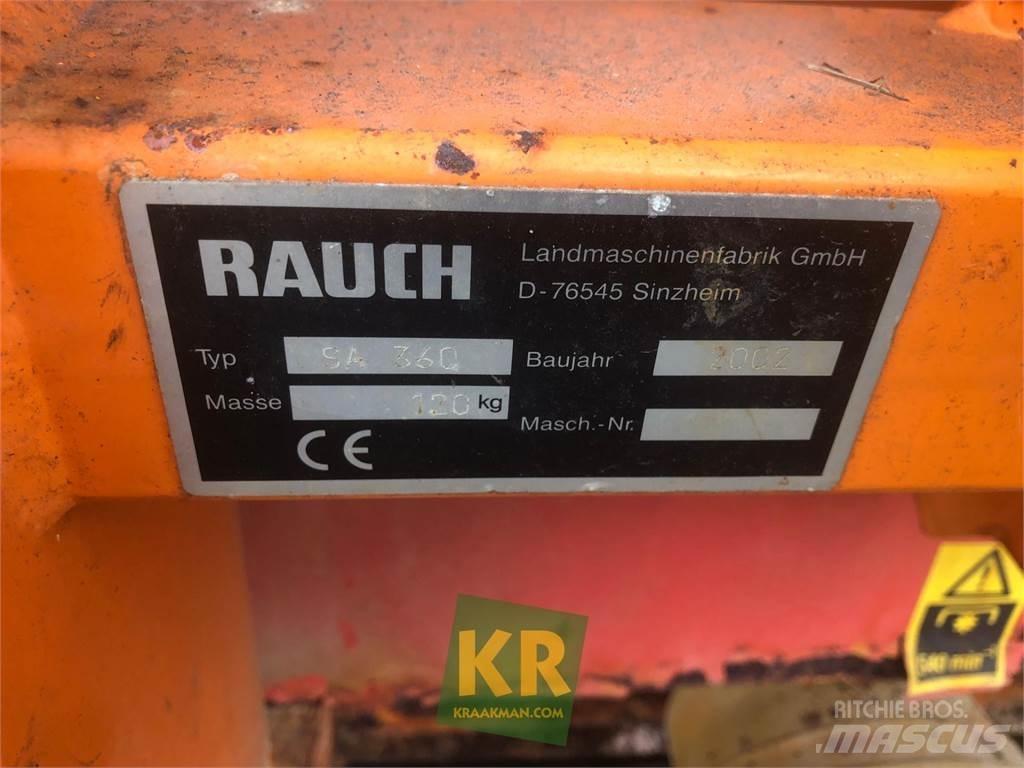 RAUCH
Landmaschinenfabrik GmbH
D-76545 Sinzheim
Typ SA 360
Baujahr 2002
Masse 120 kg
Masch.-Nr.
CE
540 min⁻¹
KR
KRAAKMAN.COM
RITCHIE BROS.
MASCUS